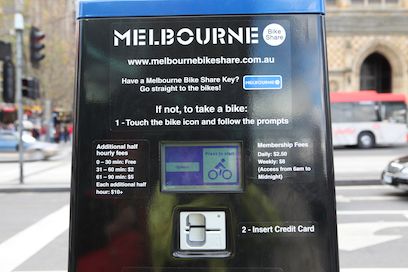 MELBOURNE Bike Share
www.melbournebikeshare.com.au
Have a Melbourne Bike Share Key?
Go straight to the bikes!
MELBOURNE
If not, to take a bike:
1 - Touch the bike icon and follow the prompts
Additional half
hourly fees
0 - 30 min: Free
31 - 60 min: $2
61 - 90 min: $5
Each additional half
hour: $10+
Press to start
Membership Fees
Daily: $2.50
Weekly: $8
(Access from 6am to
Midnight)
2 - Insert Credit Card